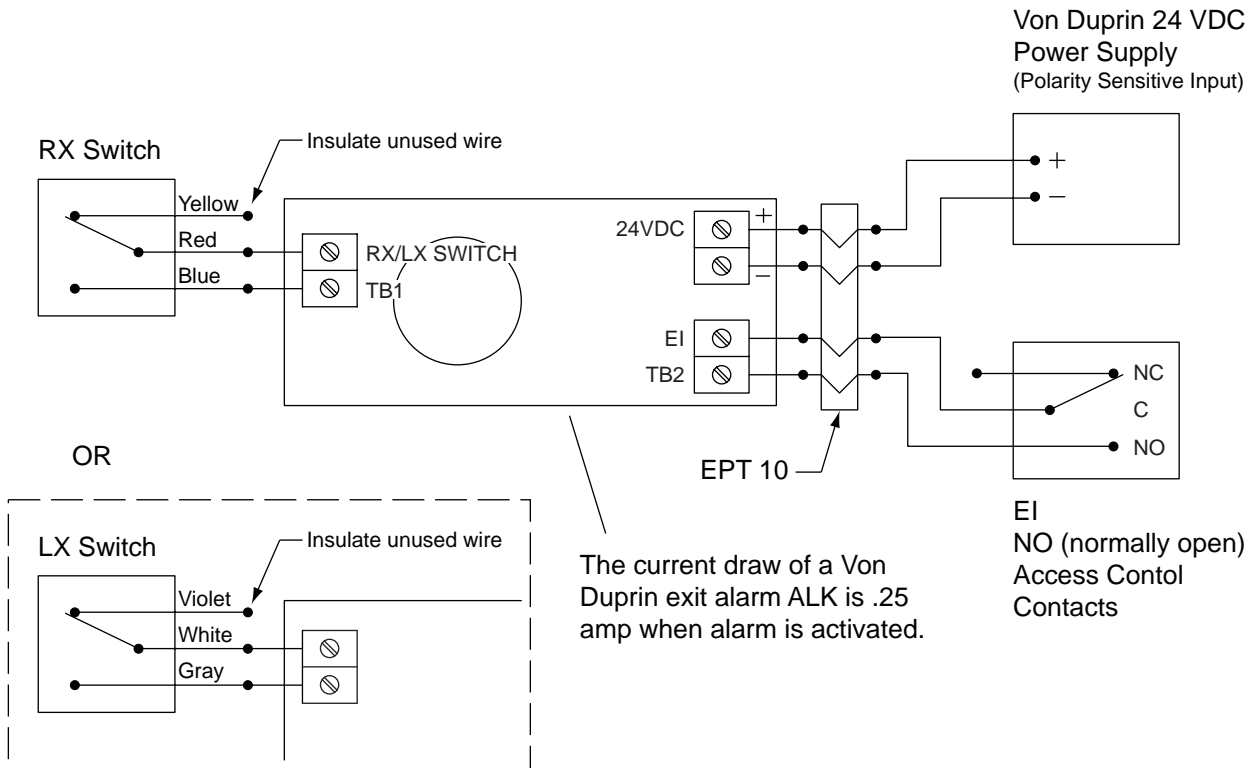 Von Duprin 24 VDC
Power Supply
(Polarity Sensitive Input)
RX Switch
Insulate unused wire
Yellow
Red
Blue
RX/LX SWITCH
TB1
24VDC
+
−
EI
TB2
+
−
NC
C
NO
EPT 10
EI
NO (normally open)
Access Contol
Contacts
The current draw of a Von
Duprin exit alarm ALK is .25
amp when alarm is activated.
OR
LX Switch
Insulate unused wire
Violet
White
Gray